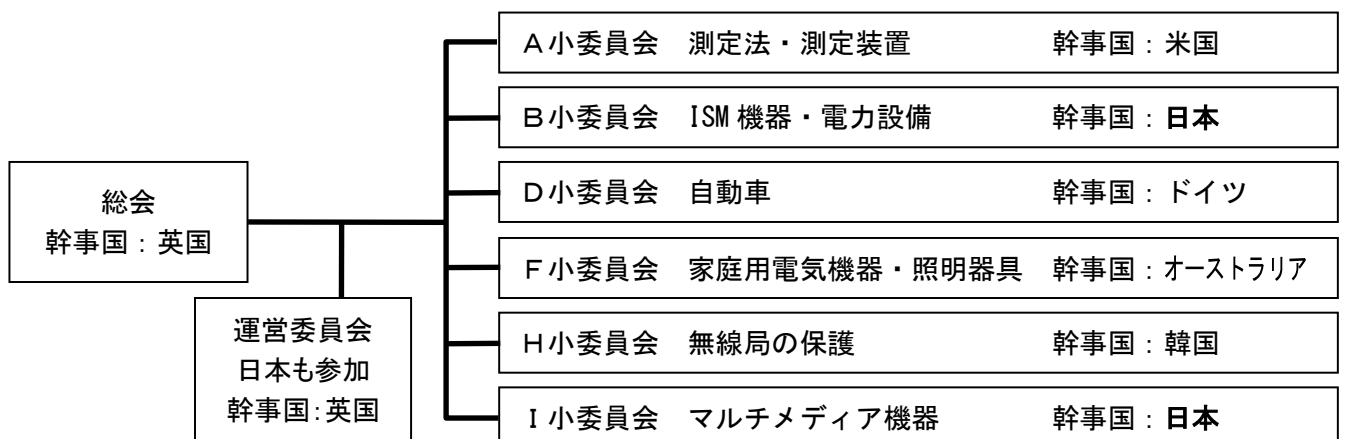 A小委員会 測定法・測定装置 幹事国：米国
B小委員会 ISM機器・電力設備 幹事国：日本
総会
幹事国：英国
D小委員会 自動車 幹事国：ドイツ
F小委員会 家庭用電気機器・照明器具 幹事国：オーストラリア
運営委員会
日本も参加
幹事国：英国
H小委員会 無線局の保護 幹事国：韓国
I小委員会 マルチメディア機器 幹事国：日本